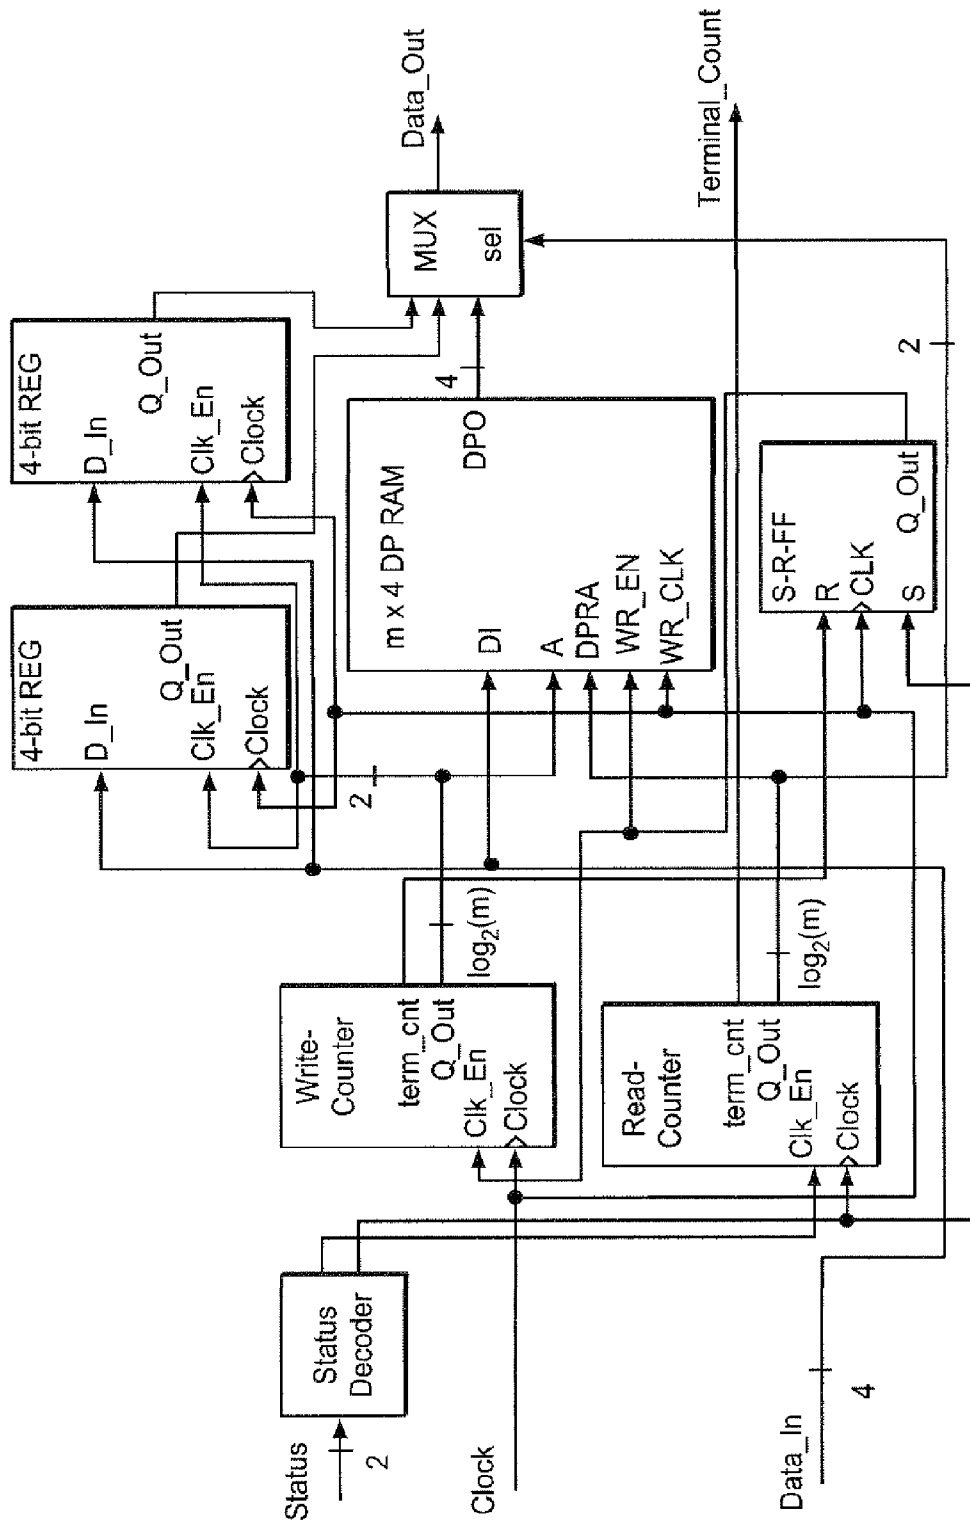 Status
2
Status
Decoder
Clock
Data_In
4
Write-
Counter
term_cnt
Q_Out
Clk_En
Clock
log2(m)
Read-
Counter
term_cnt
Q_Out
Clk_En
Clock
log2(m)
4-bit REG
D_In
Q_Out
Clk_En
Clock
2
4-bit REG
D_In
Q_Out
Clk_En
Clock
m x 4 DP RAM
DI
A
DPRA
WR_EN
WR_CLK
DPO
4
S-R-FF
R
CLK
S
Q_Out
2
MUX
sel
Data_Out
Terminal_Count